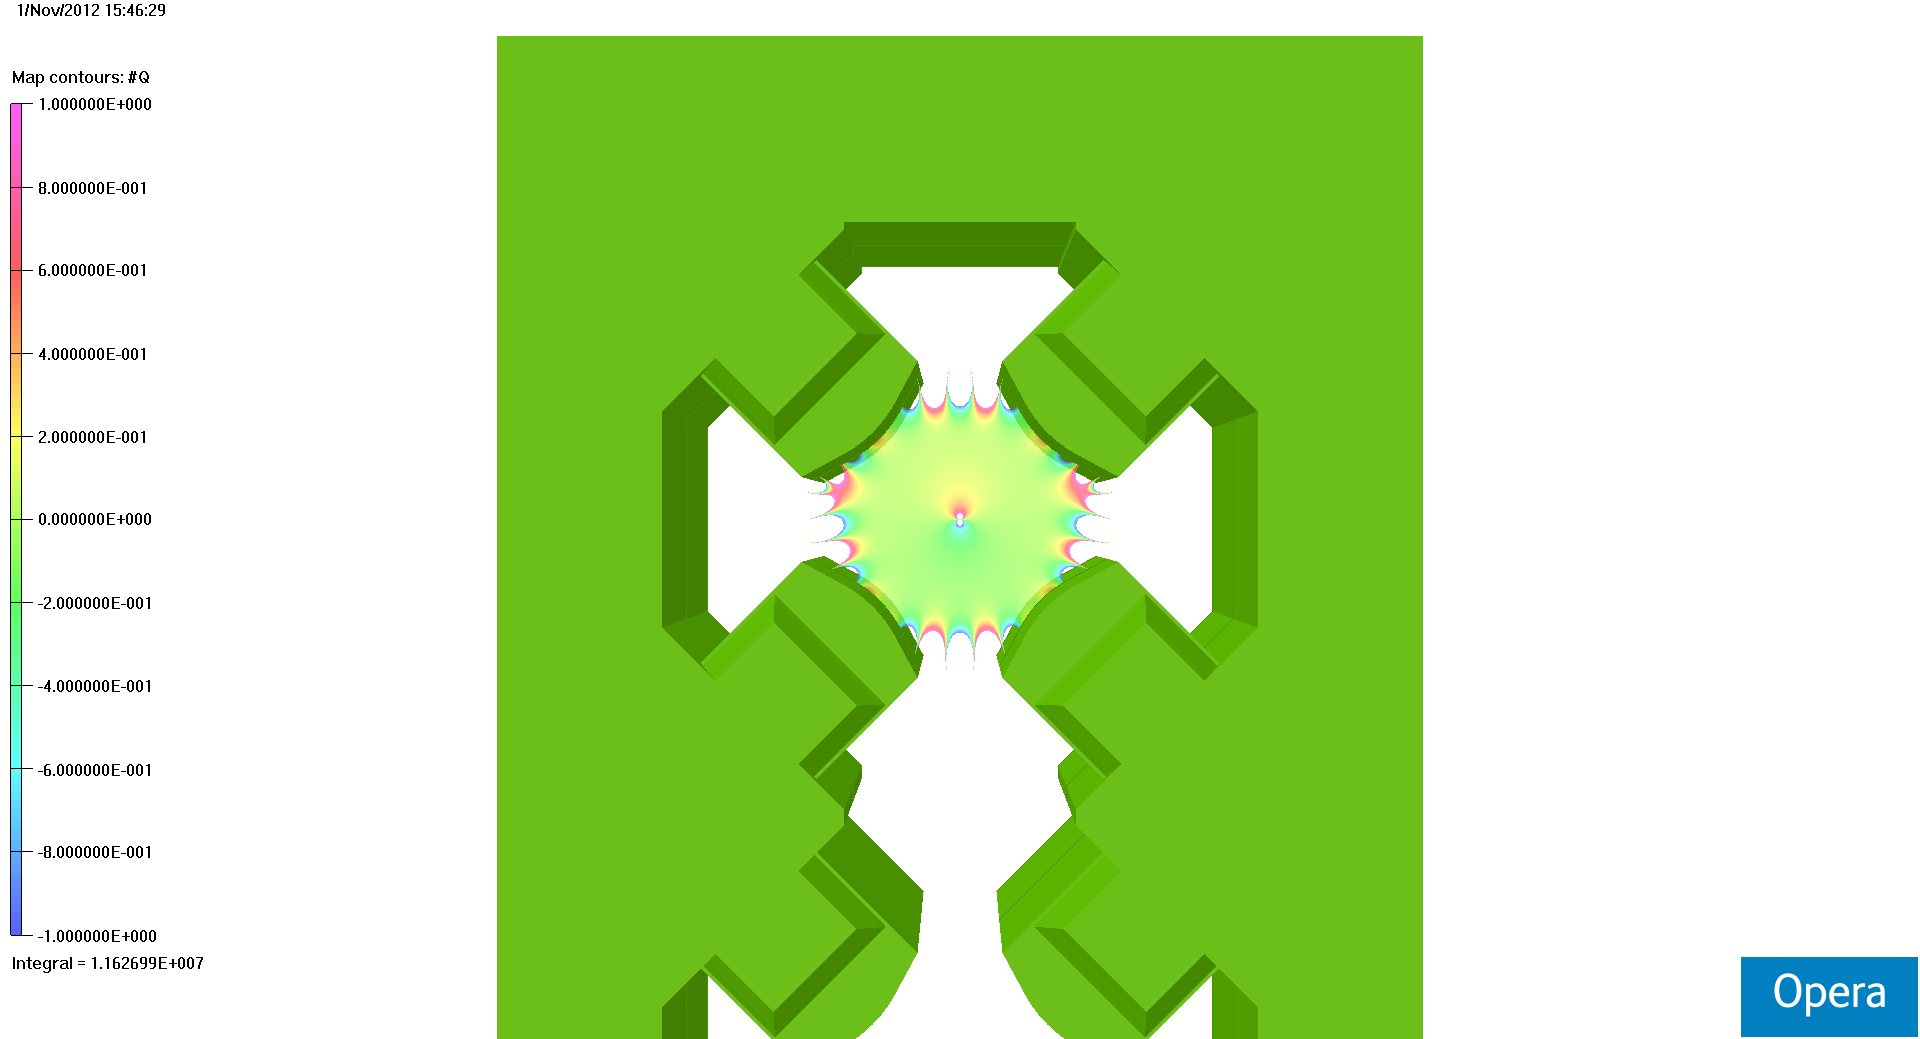 1/Nov/2012 15:46:29
Map contours: #Q
1.000000E+000
8.000000E-001
6.000000E-001
4.000000E-001
2.000000E-001
0.000000E+000
-2.000000E-001
-4.000000E-001
-6.000000E-001
-8.000000E-001
-1.000000E+000
Integral = 1.162699E+007
Opera